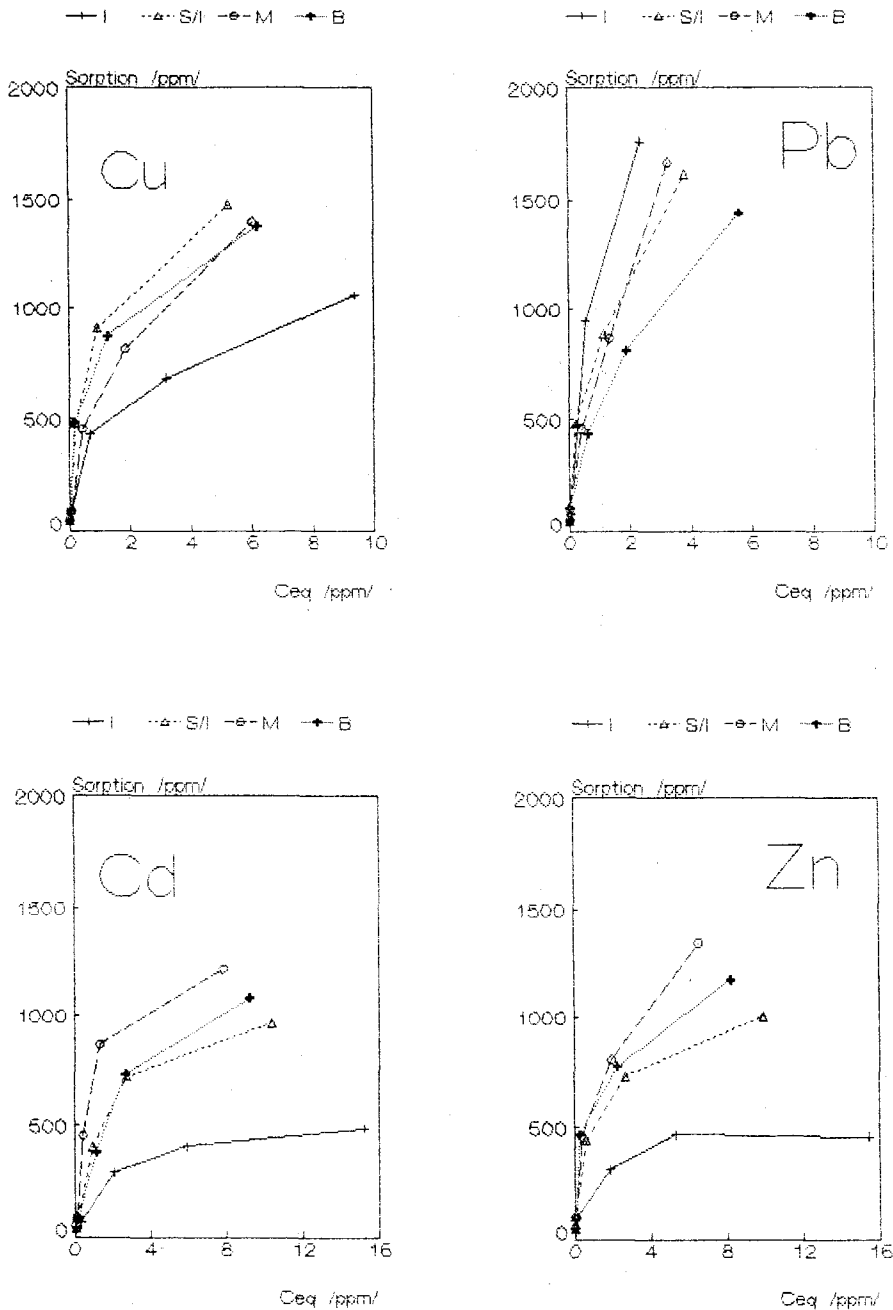 I S/I M B
I S/I M B
Sorption /ppm/
2000
1500
1000
500
0
Cu
0 2 4 6 8 10
Ceq /ppm/
Sorption /ppm/
2000
1500
1000
500
0
Pb
0 2 4 6 8 10
Ceq /ppm/
I S/I M B
I S/I M B
Sorption /ppm/
2000
1500
1000
500
0
Cd
0 4 8 12 16
Ceq /ppm/
Sorption /ppm/
2000
1500
1000
500
0
Zn
0 4 8 12 16
Ceq /ppm/